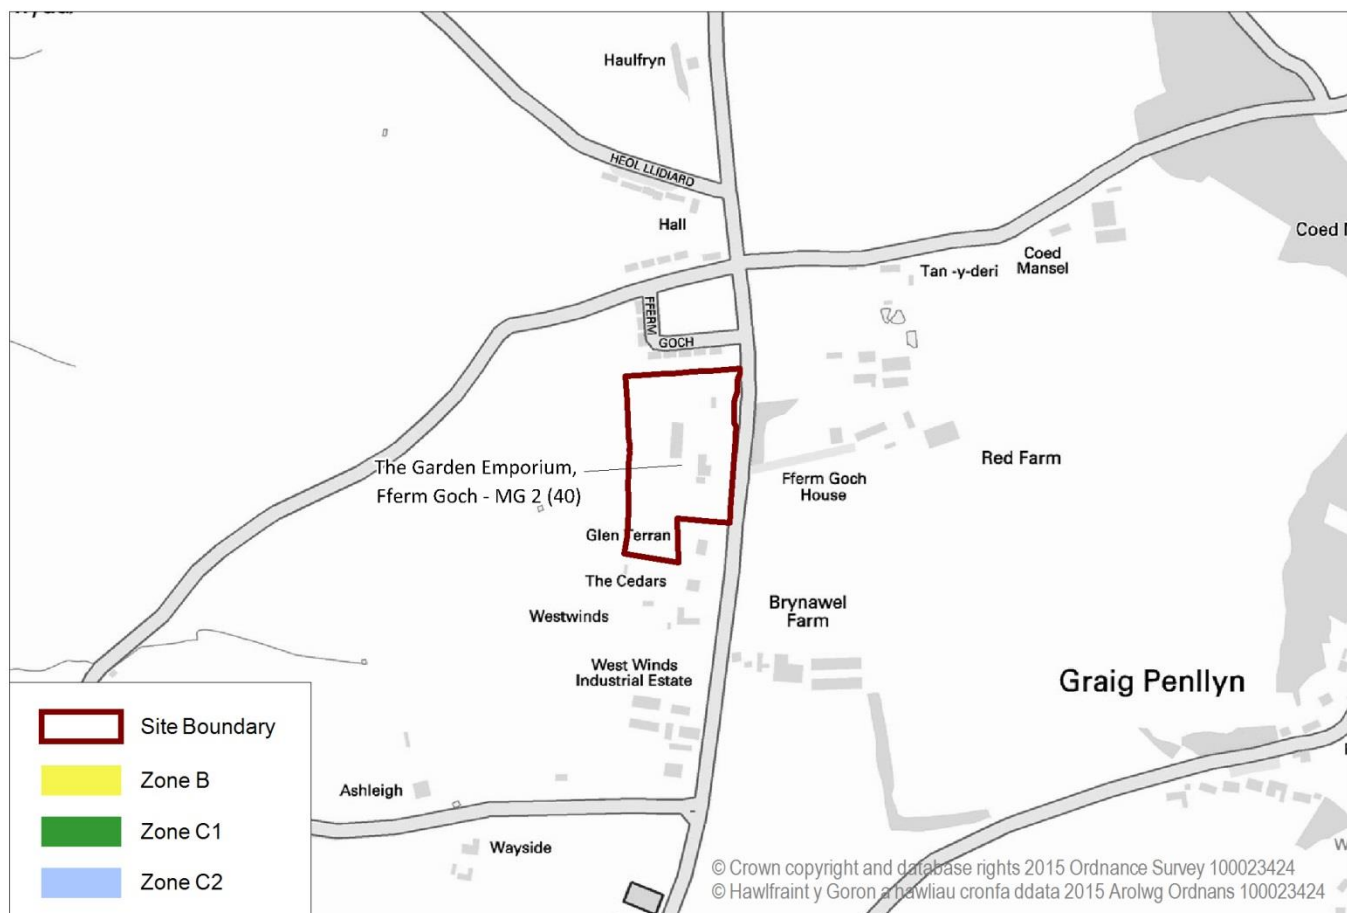 Haulfryn
HEOL LLIDIARD
Hall
Coed
Mansel
Tan -y-deri
FFERM
GOCH
The Garden Emporium,
Fferm Goch - MG 2 (40)
Red Farm
Fferm Goch
House
Glen Terran
The Cedars
Westwinds
Brynawel
Farm
West Winds
Industrial Estate
Graig Penllyn
Ashleigh
Wayside
Site Boundary
Zone B
Zone C1
Zone C2
© Crown copyright and database rights 2015 Ordnance Survey 100023424
© Hawlfraint y Goron a hawliau cronfa ddata 2015 Arolwg Ordnans 100023424
Coed